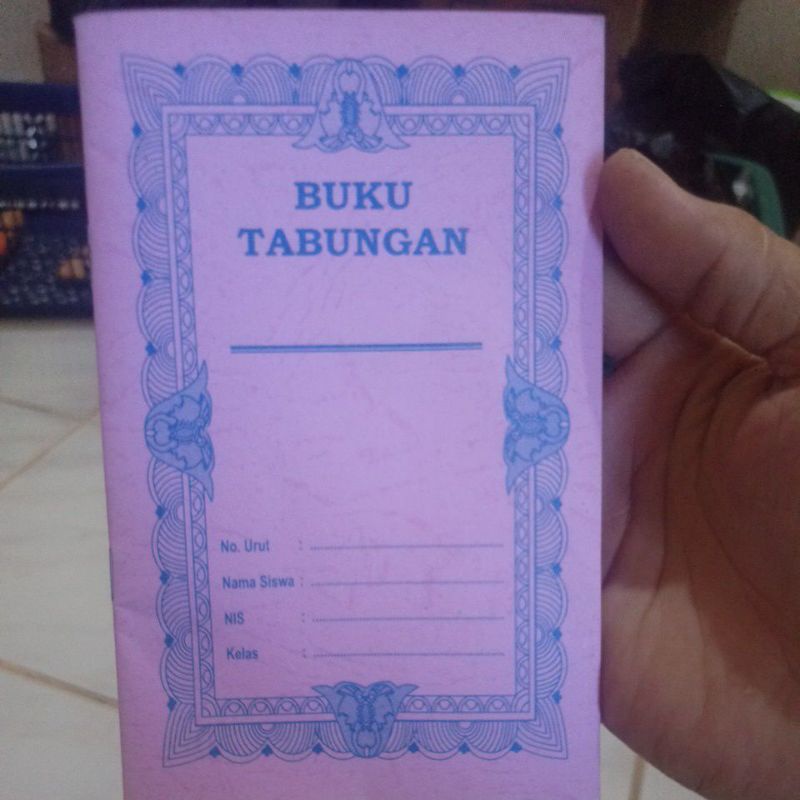 BUKU
TABUNGAN
No. Urut : ................................
Nama Siswa : ................................
NIS : ................................
Kelas : ................................